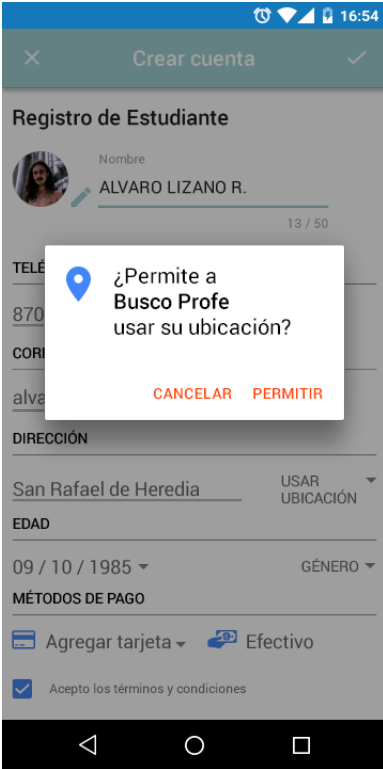 16:54
Crear cuenta
Registro de Estudiante
Nombre
ALVARO LIZANO R.
13 / 50
¿Permite a
Busco Profe
usar su ubicación?
CANCELAR PERMITIR
TELÉ
870
CORR
alva
DIRECCIÓN
San Rafael de Heredia
USAR
UBICACIÓN
EDAD
09 / 10 / 1985
GÉNERO
MÉTODOS DE PAGO
Agregar tarjeta
Efectivo
Acepto los términos y condiciones